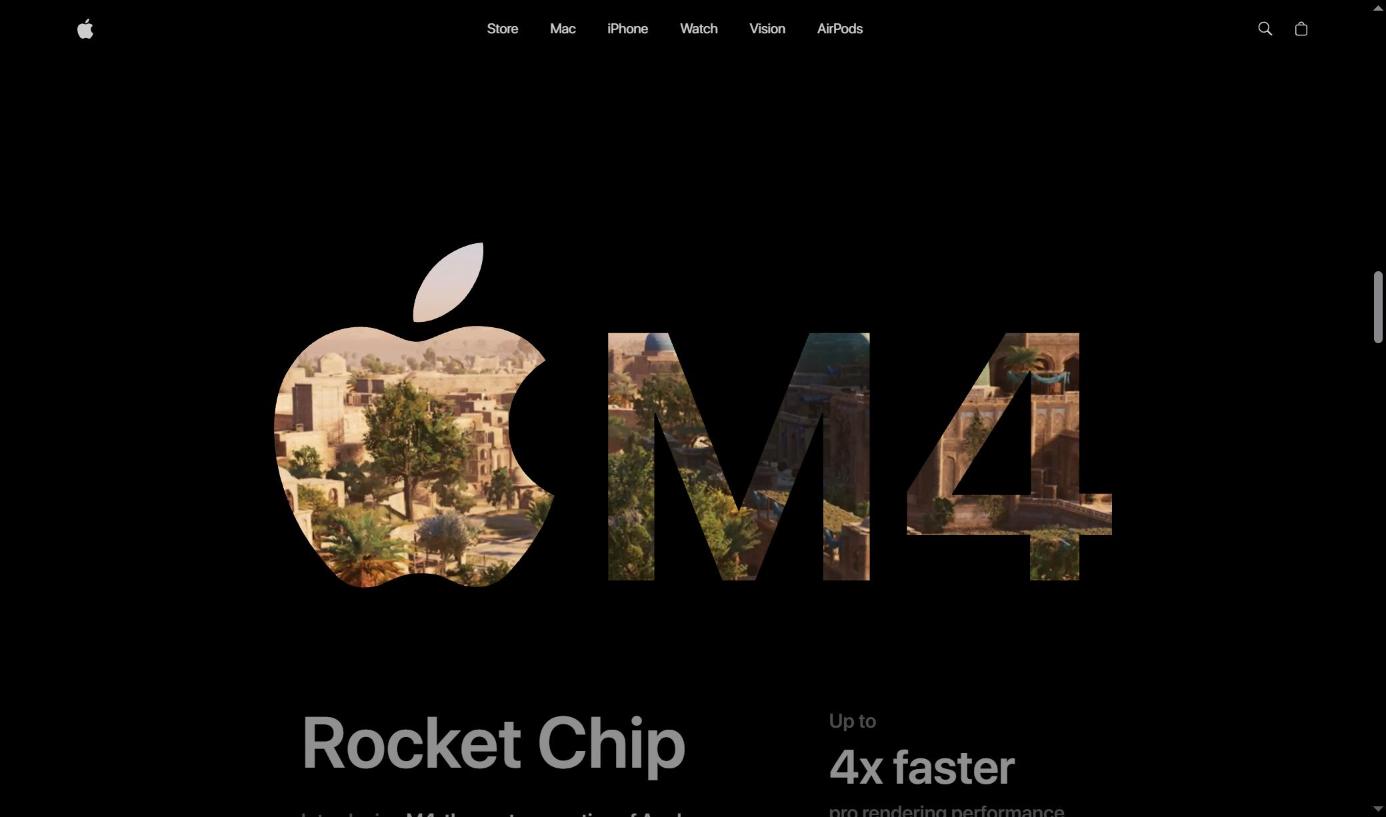 Store Mac iPhone Watch Vision AirPods
M4
Rocket Chip
Up to
4x faster
pro rendering performance